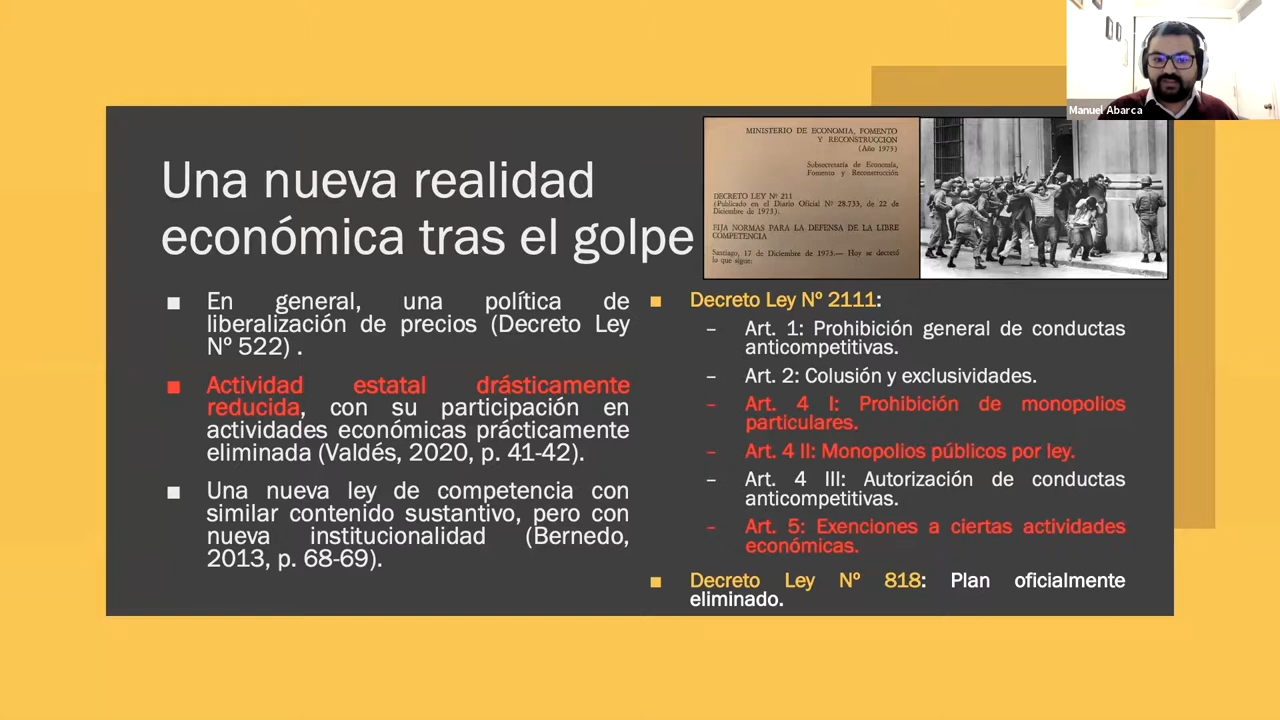 Manuel Abarca
Una nueva realidad
económica tras el golpe
MINISTERIO DE ECONOMIA, FOMENTO
Y RECONSTRUCCION
(Año 1973)
Subsecretaría de Economía,
Fomento y Reconstrucción
DECRETO LEY Nº 211
(Publicado en el Diario Oficial Nº 28.733, de 22 de
Diciembre de 1973).
FIJA NORMAS PARA LA DEFENSA DE LA LIBRE
COMPETENCIA
Santiago, 17 de Diciembre de 1973.— Hoy se decretó
lo que sigue:
■ En general, una política de
liberalización de precios (Decreto Ley
Nº 522) .
■ Actividad estatal drásticamente
reducida, con su participación en
actividades económicas prácticamente
eliminada (Valdés, 2020, p. 41-42).
■ Una nueva ley de competencia con
similar contenido sustantivo, pero con
nueva institucionalidad (Bernedo,
2013, p. 68-69).
■ Decreto Ley Nº 2111:
– Art. 1: Prohibición general de conductas
anticompetitivas.
– Art. 2: Colusión y exclusividades.
– Art. 4 I: Prohibición de monopolios
particulares.
– Art. 4 II: Monopolios públicos por ley.
– Art. 4 III: Autorización de conductas
anticompetitivas.
– Art. 5: Exenciones a ciertas actividades
económicas.
■ Decreto Ley Nº 818: Plan oficialmente
eliminado.